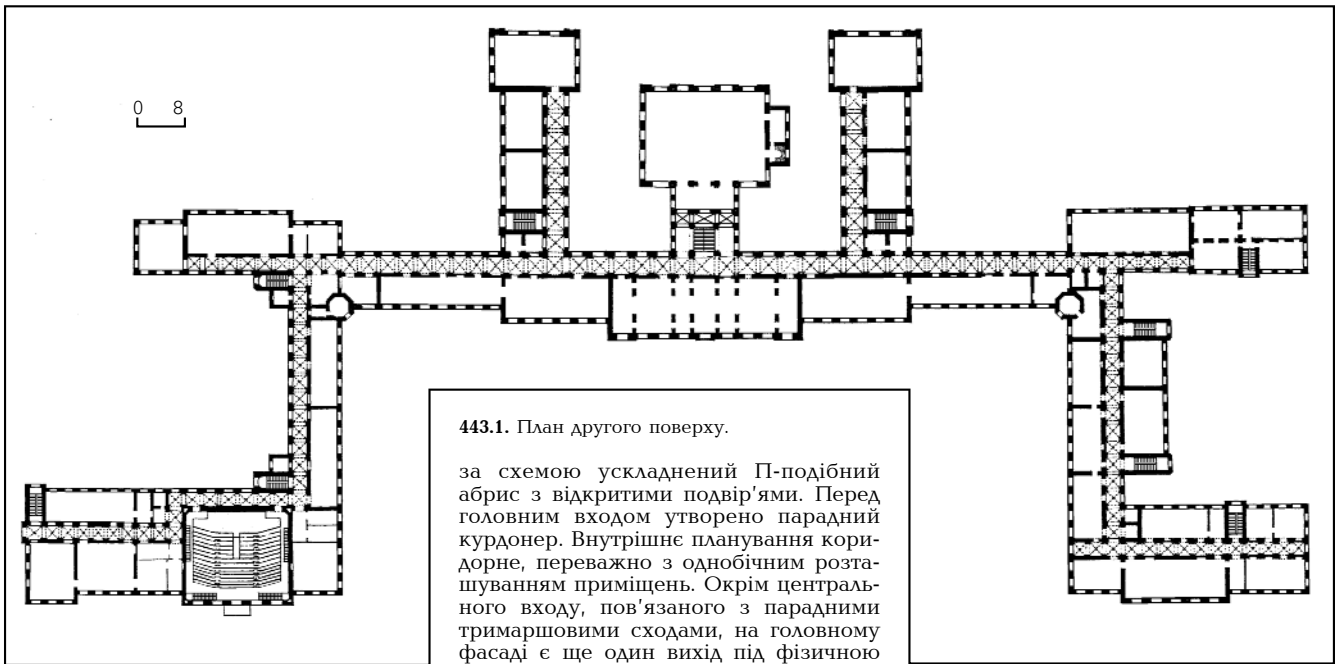 0 8
443.1. План другого поверху.
за схемою ускладнений П-подібний
абрис з відкритими подвір'ями. Перед
головним входом утворено парадний
курдонер. Внутрішнє планування кори-
дорне, переважно з однобічним розта-
шуванням приміщень. Окрім централь-
ного входу, пов'язаного з парадними
тримаршовими сходами, на головному
фасаді є ще один вихід під фізичною